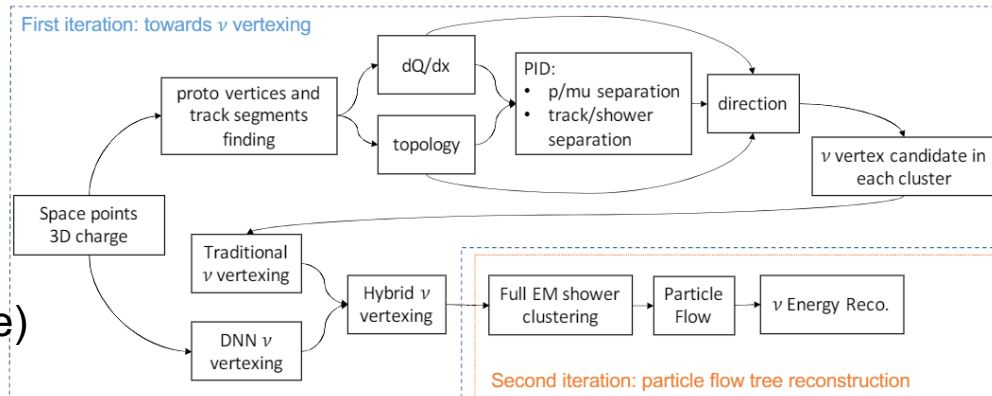 First iteration: towards ν vertexing
dQ/dx
PID:
• p/mu separation
• track/shower
separation
proto vertices and
track segments
finding
direction
topology
ν vertex candidate in
each cluster
Space points
3D charge
Traditional
ν vertexing
Hybrid ν
vertexing
Full EM shower
clustering
Particle
Flow
ν Energy Reco.
e)
DNN ν
vertexing
Second iteration: particle flow tree reconstruction